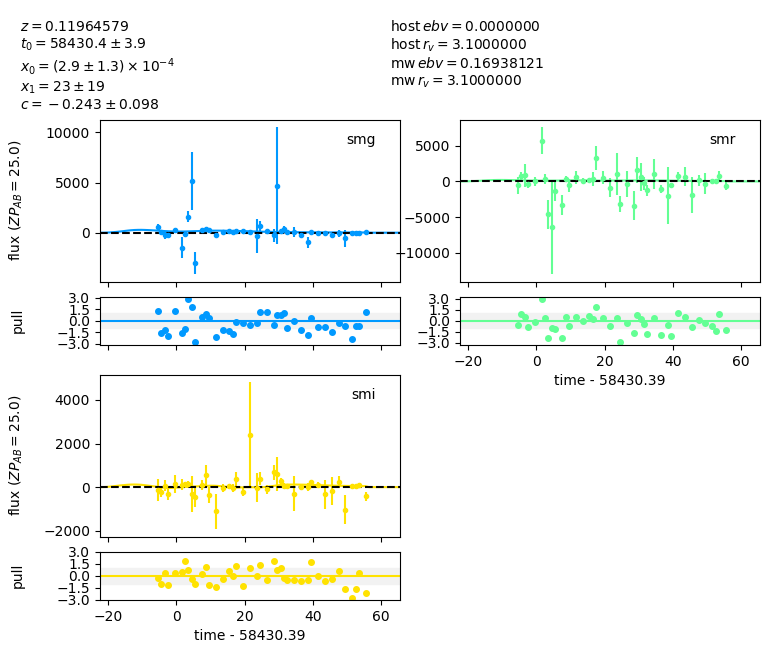 z = 0.11964579
t₀ = 58430.4 ± 3.9
x₀ = (2.9 ± 1.3) × 10⁻⁴
x₁ = 23 ± 19
c = −0.243 ± 0.098
host ebv = 0.0000000
host r_v = 3.1000000
mw ebv = 0.16938121
mw r_v = 3.1000000
smg
10000
5000
0
flux (ZP_AB = 25.0)
3.0
1.5
0.0
−1.5
−3.0
pull
smr
5000
0
−5000
−10000
3.0
1.5
0.0
−1.5
−3.0
−20 0 20 40 60
time - 58430.39
smi
4000
2000
0
−2000
flux (ZP_AB = 25.0)
3.0
1.5
0.0
−1.5
−3.0
pull
−20 0 20 40 60
time - 58430.39